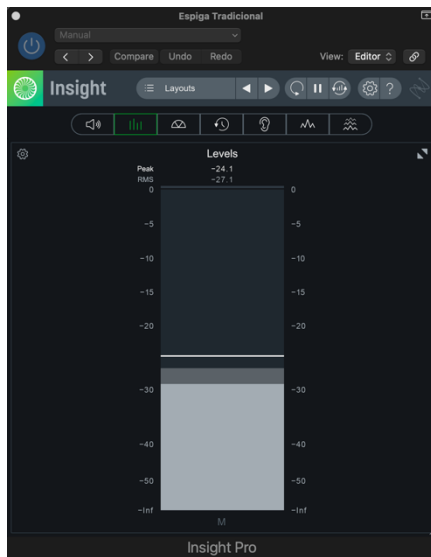 Espiga Tradicional
Manual
Compare Undo Redo View: Editor
Insight Layouts ?
Levels
Peak -24.1
RMS -27.1
0 0
-5 -5
-10 -10
-15 -15
-20 -20
-30 -30
-40 -40
-50 -50
-Inf -Inf
M
Insight Pro